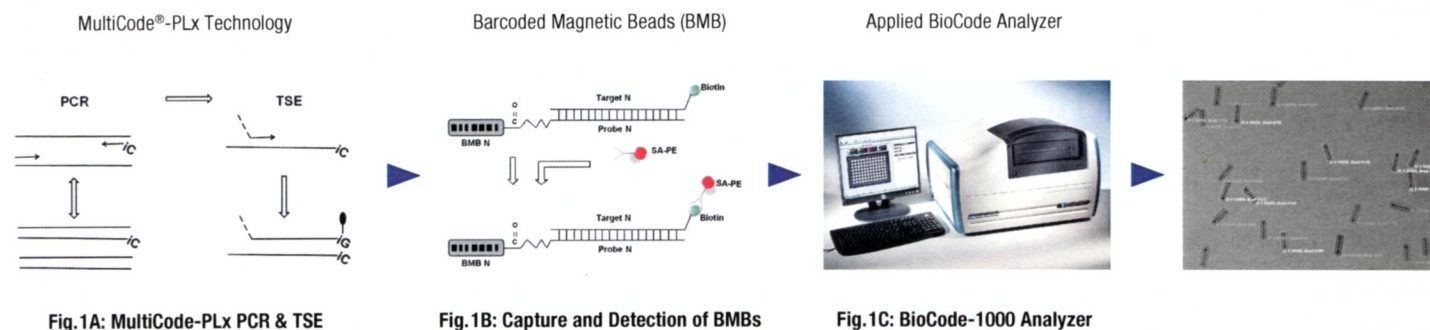 MultiCode®-PLx Technology
Barcoded Magnetic Beads (BMB)
Applied BioCode Analyzer
PCR
TSE
iC
iC
iC
iG
iC
Biotin
Target N
O
C
Probe N
BMB N
SA-PE
SA-PE
Biotin
Target N
O
C
Probe N
BMB N
Fig.1A: MultiCode-PLx PCR & TSE
Fig.1B: Capture and Detection of BMBs
Fig.1C: BioCode-1000 Analyzer